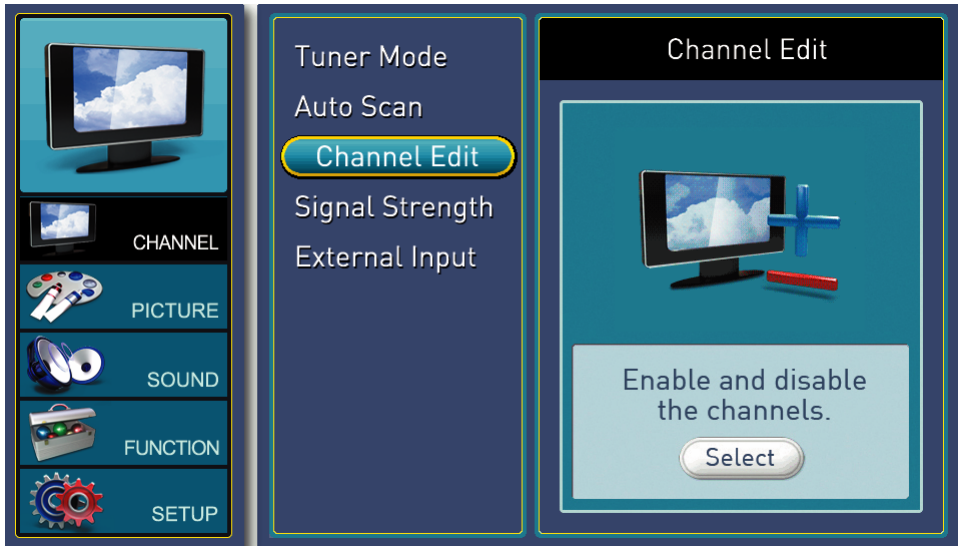 CHANNEL
PICTURE
SOUND
FUNCTION
SETUP
Tuner Mode
Auto Scan
Channel Edit
Signal Strength
External Input
Channel Edit
Enable and disable
the channels.
Select